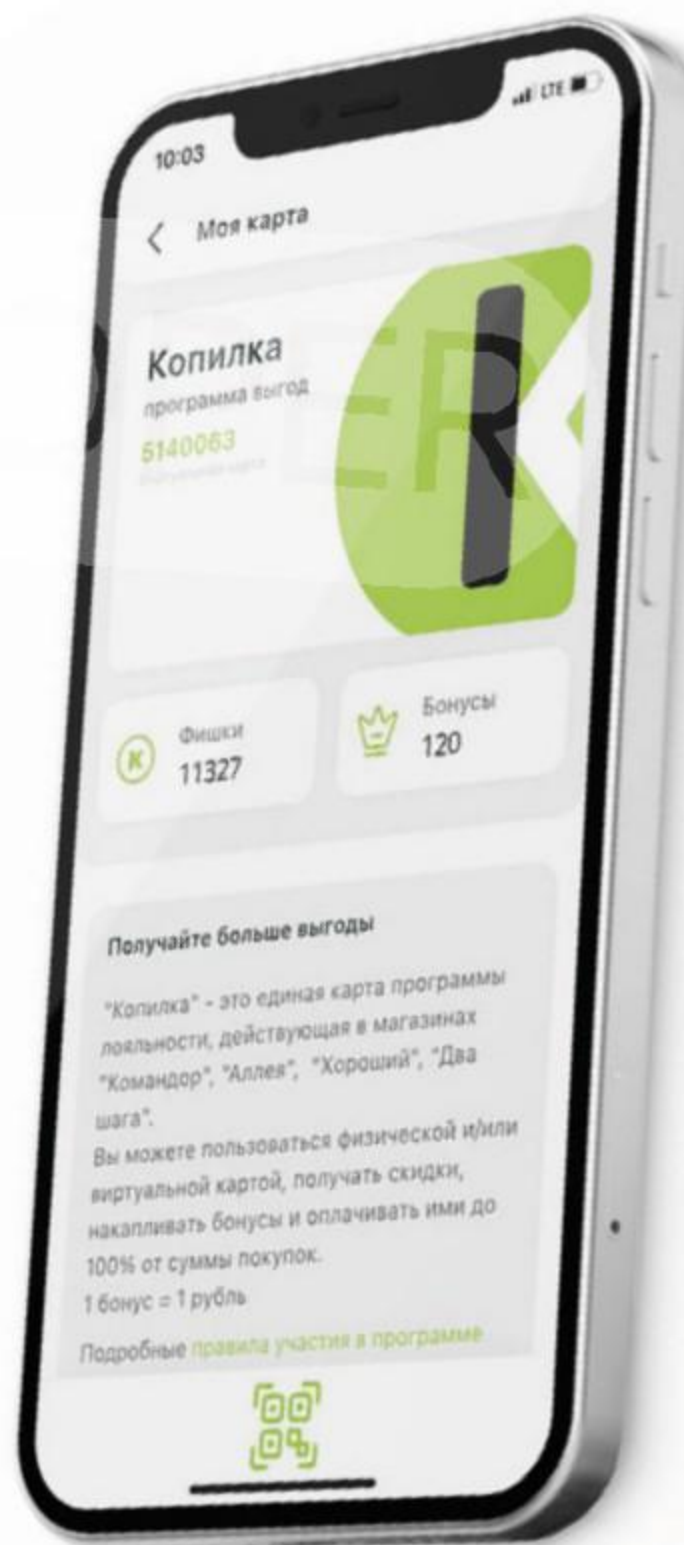 10:03
LTE
Моя карта
Копилка
программа выгод
5140063
ER
Фишки
11327
Бонусы
120
Получайте больше выгоды
"Копилка" - это единая карта программы
лояльности, действующая в магазинах
"Командор", "Аллея", "Хороший", "Два
шага".
Вы можете пользоваться физической и/или
виртуальной картой, получать скидки,
накапливать бонусы и оплачивать ими до
100% от суммы покупок.
1 бонус = 1 рубль
Подробные правила участия в программе